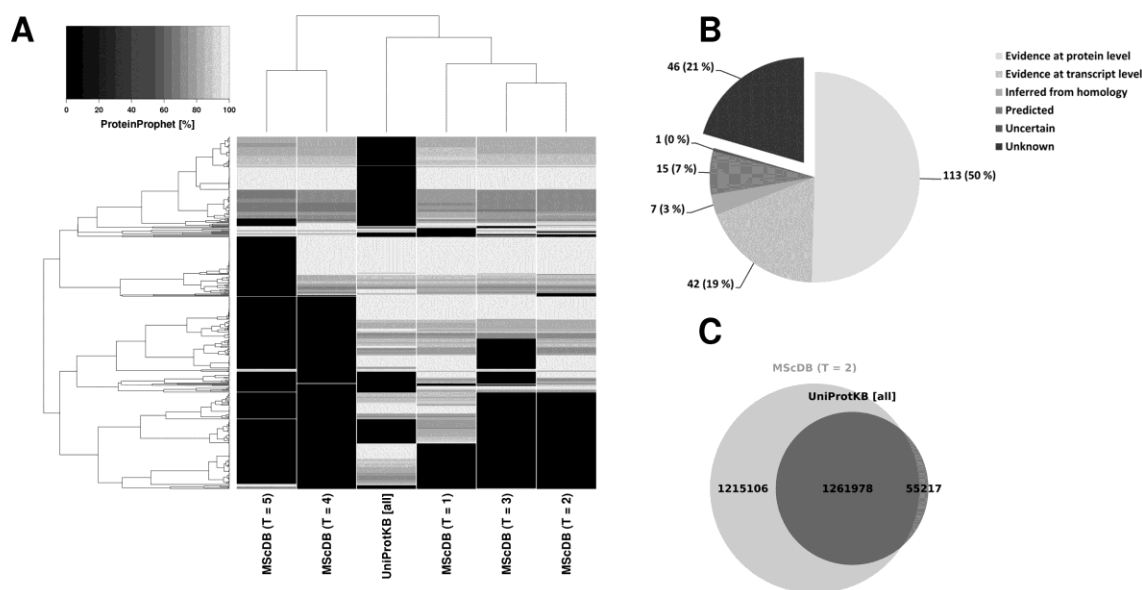 A
0 20 40 60 80 100
ProteinProphet [%]
MScDB (T = 5)
MScDB (T = 4)
UniProtKB [all]
MScDB (T = 1)
MScDB (T = 3)
MScDB (T = 2)
B
46 (21 %)
1 (0 %)
15 (7 %)
7 (3 %)
42 (19 %)
113 (50 %)
Evidence at protein level
Evidence at transcript level
Inferred from homology
Predicted
Uncertain
Unknown
C
MScDB (T = 2)
UniProtKB [all]
1215106 1261978 55217